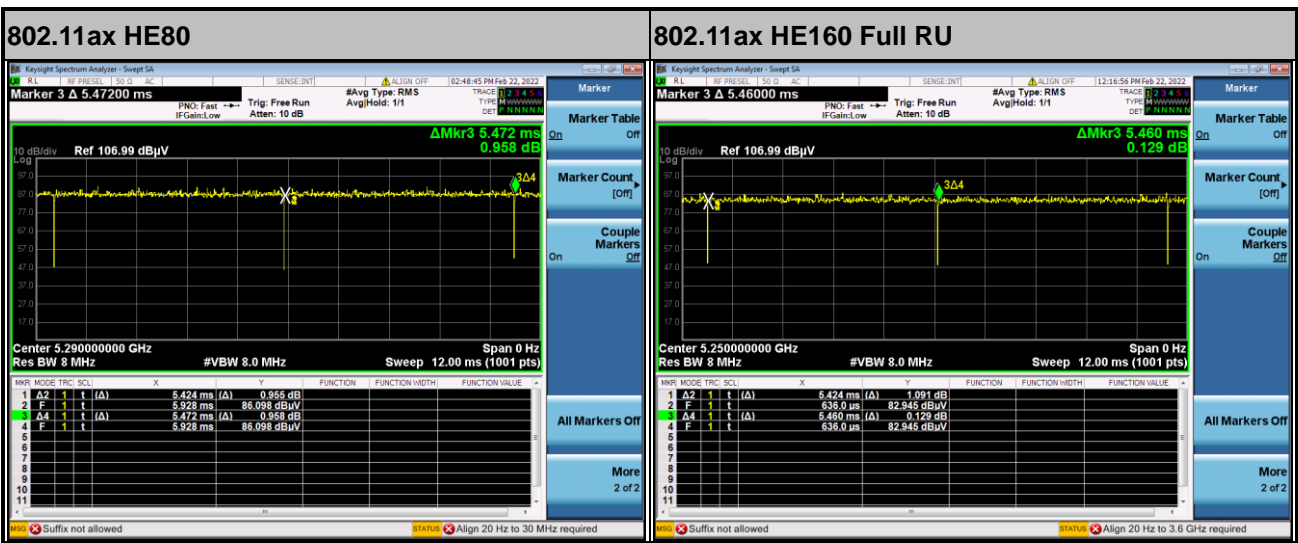 802.11ax HE80
Keysight Spectrum Analyzer - Swept SA
RL RF PRESEL 50 Ω AC SENSE:INT ALIGN OFF 02:48:45 PM Feb 22, 2022
Marker 3 Δ 5.47200 ms
PNO: Fast
IFGain:Low
Trig: Free Run
Atten: 10 dB
#Avg Type: RMS
Avg|Hold: 1/1
TRACE 1 2 3 4 5 6
TYPE M WWWWW
DET P N N N N N
ΔMkr3 5.472 ms
0.958 dB
10 dB/div Ref 106.99 dBµV
Log
97.0
87.0
77.0
67.0
57.0
47.0
37.0
27.0
17.0
3Δ4
Center 5.290000000 GHz Span 0 Hz
Res BW 8 MHz #VBW 8.0 MHz Sweep 12.00 ms (1001 pts)
MKR MODE TRC SCL X Y FUNCTION FUNCTION WIDTH FUNCTION VALUE
1 Δ2 1 t (Δ) 5.424 ms (Δ) 0.955 dB
2 F 1 t 5.928 ms 86.098 dBµV
3 Δ4 1 t (Δ) 5.472 ms (Δ) 0.958 dB
4 F 1 t 5.928 ms 86.098 dBµV
5
6
7
8
9
10
11
MSG Suffix not allowed STATUS Align 20 Hz to 30 MHz required
Marker
Marker Table
On Off
Marker Count
[Off]
Couple
Markers
On Off
All Markers Off
More
2 of 2
802.11ax HE160 Full RU
Keysight Spectrum Analyzer - Swept SA
RL RF PRESEL 50 Ω AC SENSE:INT ALIGN OFF 12:16:56 PM Feb 22, 2022
Marker 3 Δ 5.46000 ms
PNO: Fast
IFGain:Low
Trig: Free Run
Atten: 10 dB
#Avg Type: RMS
Avg|Hold: 1/1
TRACE 1 2 3 4 5 6
TYPE M WWWWW
DET P N N N N N
ΔMkr3 5.460 ms
0.129 dB
10 dB/div Ref 106.99 dBµV
Log
97.0
87.0
77.0
67.0
57.0
47.0
37.0
27.0
17.0
3Δ4
Center 5.250000000 GHz Span 0 Hz
Res BW 8 MHz #VBW 8.0 MHz Sweep 12.00 ms (1001 pts)
MKR MODE TRC SCL X Y FUNCTION FUNCTION WIDTH FUNCTION VALUE
1 Δ2 1 t (Δ) 5.424 ms (Δ) 1.091 dB
2 F 1 t 636.0 µs 82.945 dBµV
3 Δ4 1 t (Δ) 5.460 ms (Δ) 0.129 dB
4 F 1 t 636.0 µs 82.945 dBµV
5
6
7
8
9
10
11
MSG Suffix not allowed STATUS Align 20 Hz to 3.6 GHz required
Marker
Marker Table
On Off
Marker Count
[Off]
Couple
Markers
On Off
All Markers Off
More
2 of 2